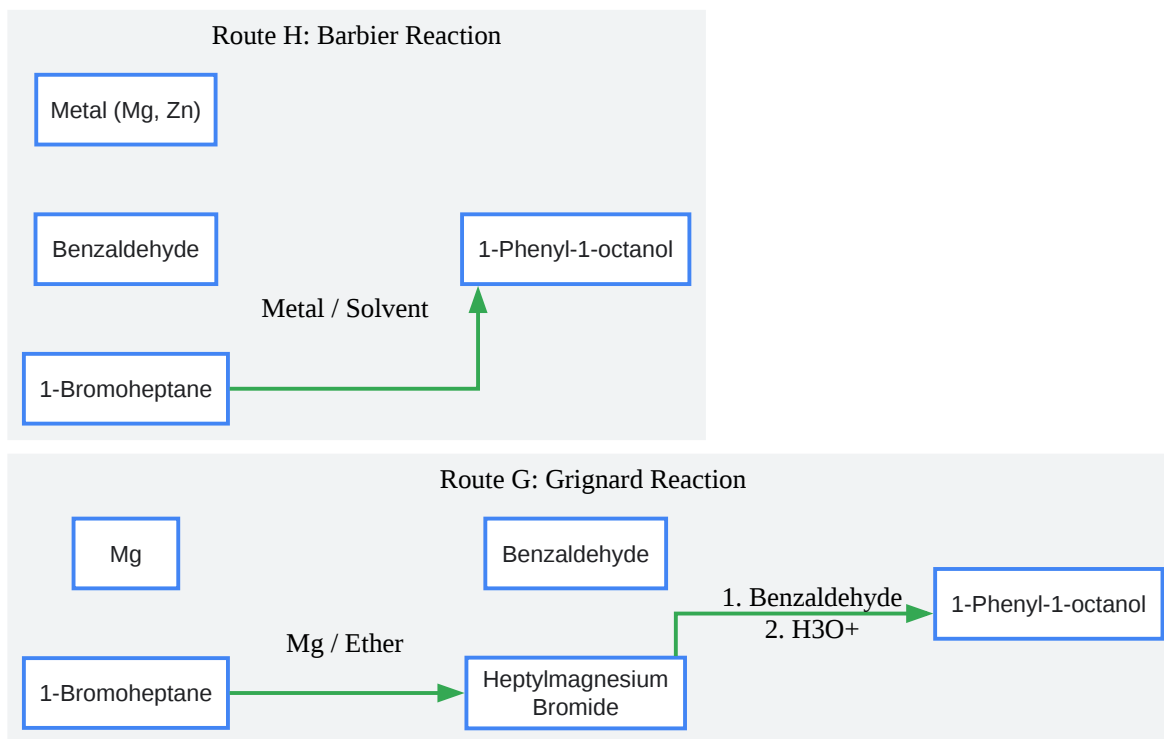 Route H: Barbier Reaction
Metal (Mg, Zn)
Benzaldehyde
1-Phenyl-1-octanol
Metal / Solvent
1-Bromoheptane
Route G: Grignard Reaction
Mg
Benzaldehyde
1. Benzaldehyde
2. H3O+
1-Phenyl-1-octanol
Mg / Ether
1-Bromoheptane
Heptylmagnesium
Bromide